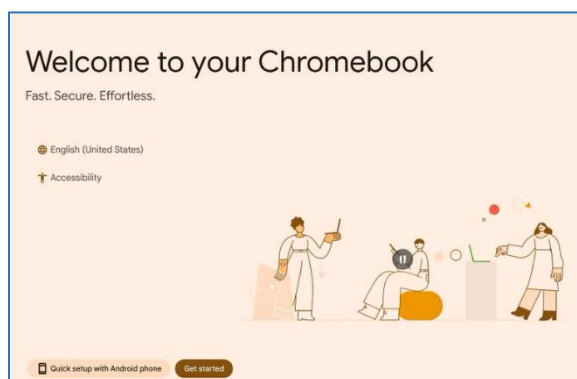 Welcome to your Chromebook
Fast. Secure. Effortless.
English (United States)
Accessibility
Quick setup with Android phone
Get started